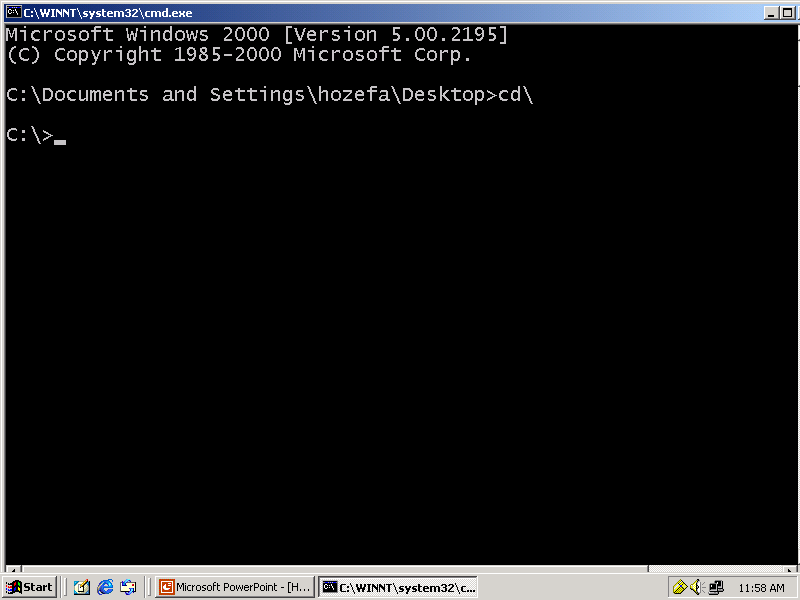 C:\WINNT\system32\cmd.exe
Microsoft Windows 2000 [Version 5.00.2195]
(C) Copyright 1985-2000 Microsoft Corp.
C:\Documents and Settings\hozefa\Desktop>cd\
C:\>
Start
Microsoft PowerPoint - [H...
C:\WINNT\system32\c...
11:58 AM